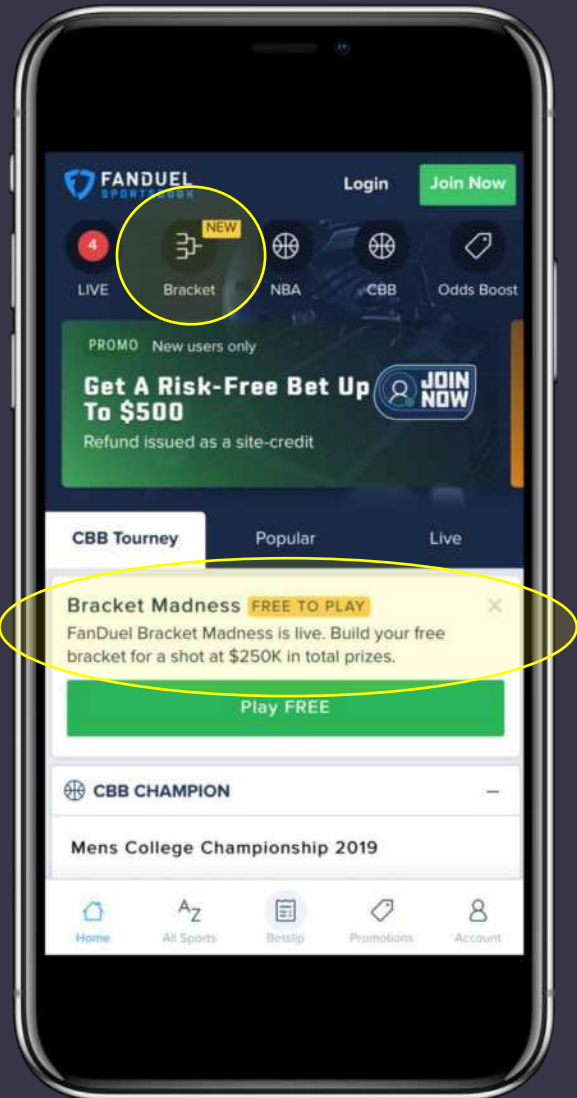 FANDUEL
SPORTSBOOK
Login
Join Now
4
NEW
LIVE
Bracket
NBA
CBB
Odds Boost
PROMO New users only
Get A Risk-Free Bet Up
To $500
JOIN
NOW
Refund issued as a site-credit
CBB Tourney
Popular
Live
Bracket Madness FREE TO PLAY
FanDuel Bracket Madness is live. Build your free
bracket for a shot at $250K in total prizes.
Play FREE
CBB CHAMPION
Mens College Championship 2019
AZ
Home
All Sports
Betslip
Promotions
Account